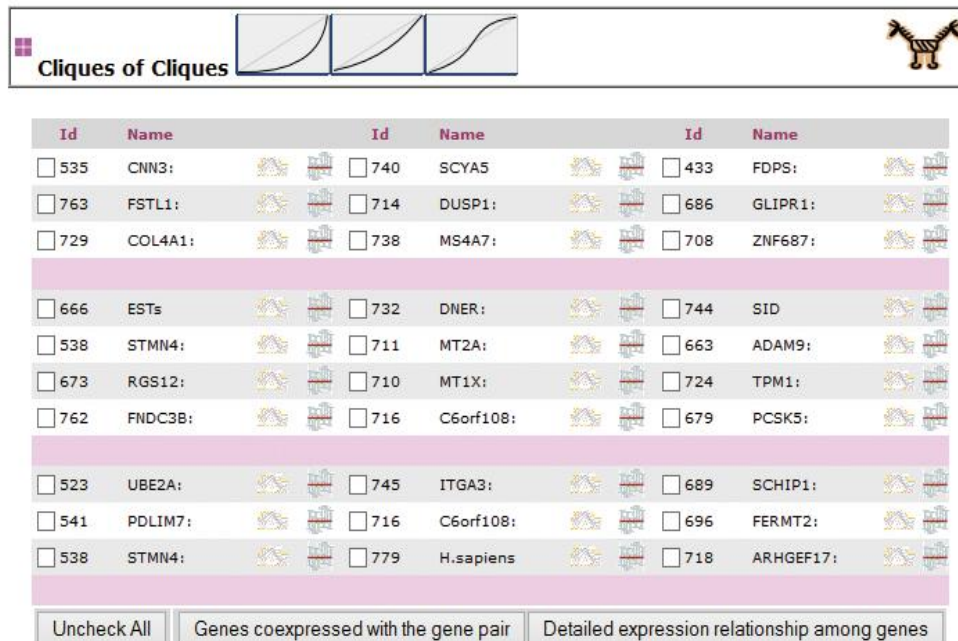 Cliques of Cliques
Id Name Id Name Id Name
535 CNN3: 740 SCYA5 433 FDPS:
763 FSTL1: 714 DUSP1: 686 GLIPR1:
729 COL4A1: 738 MS4A7: 708 ZNF687:
666 ESTs 732 DNER: 744 SID
538 STMN4: 711 MT2A: 663 ADAM9:
673 RGS12: 710 MT1X: 724 TPM1:
762 FNDC3B: 716 C6orf108: 679 PCSK5:
523 UBE2A: 745 ITGA3: 689 SCHIP1:
541 PDLIM7: 716 C6orf108: 696 FERMT2:
538 STMN4: 779 H.sapiens 718 ARHGEF17:
Uncheck All Genes coexpressed with the gene pair Detailed expression relationship among genes